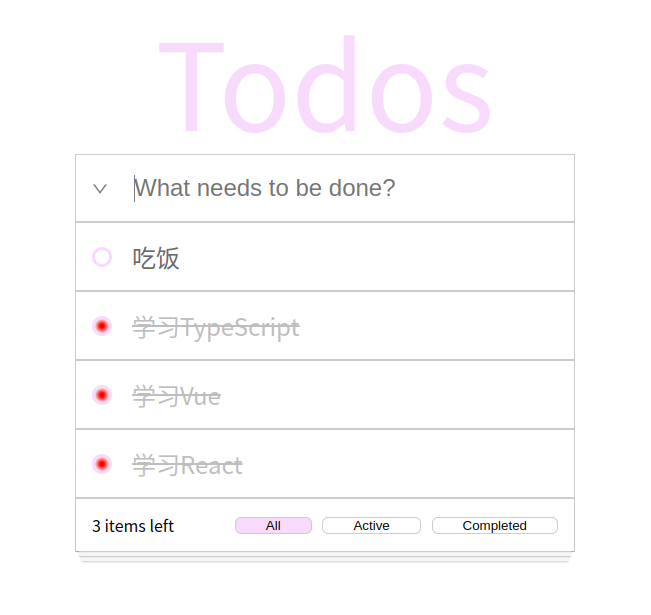 Todos
What needs to be done?
吃饭
学习TypeScript
学习Vue
学习React
3 items left All Active Completed